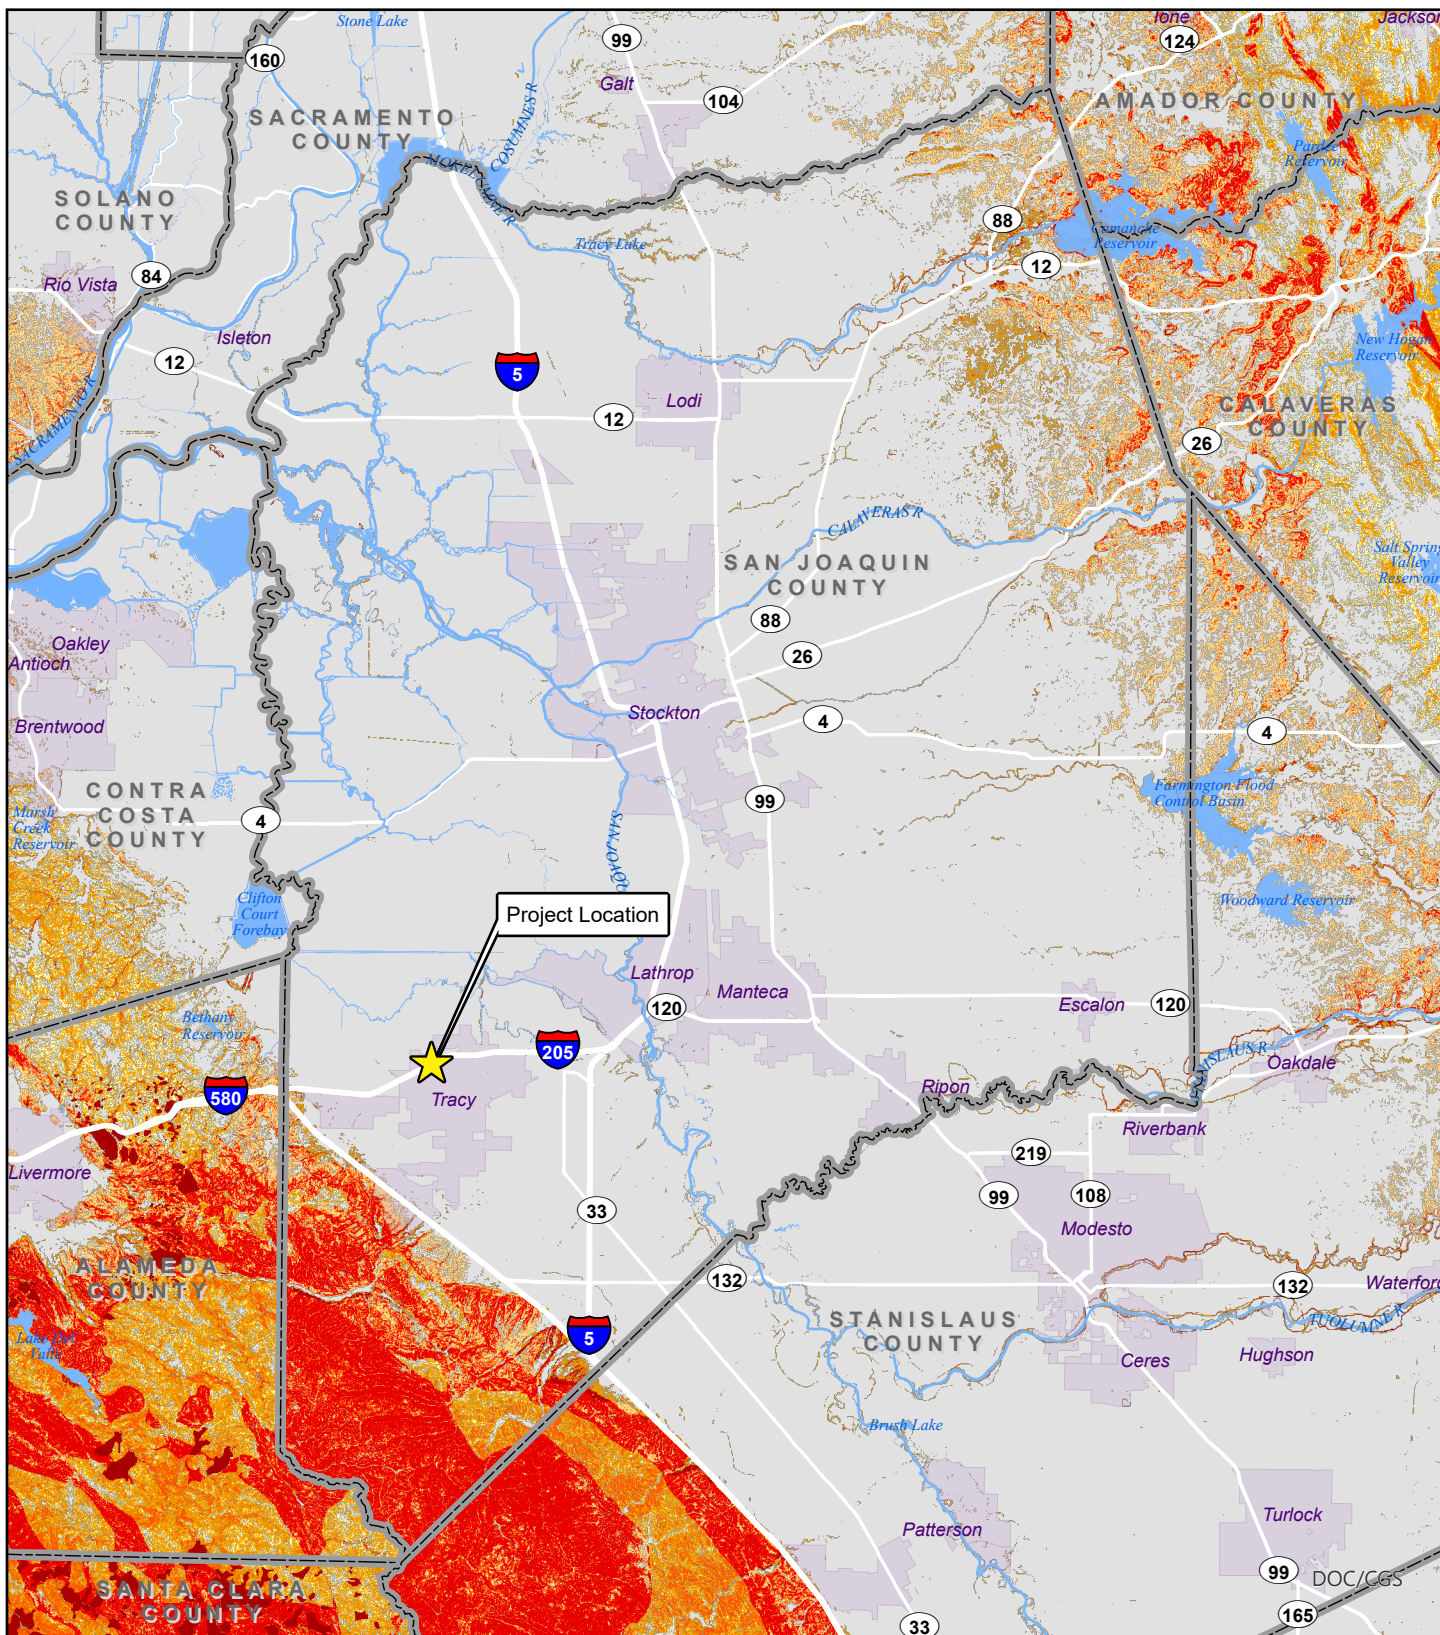 Stone Lake
99
Ione
124
Jackson
160
Galt
104
AMADOR COUNTY
SACRAMENTO
COUNTY
COSUMNES R
MOKELUMNE R
Pardee
Reservoir
SOLANO
COUNTY
88
Camanche
Reservoir
Tracy Lake
84
12
Rio Vista
Isleton
12
5
New Hogan
Reservoir
SACRAMENTO R
Lodi
12
CALAVERAS
COUNTY
26
CALAVERAS R
SAN JOAQUIN
COUNTY
Salt Spring
Valley
Reservoir
88
26
Oakley
Antioch
Brentwood
Stockton
4
4
CONTRA
COSTA
COUNTY
Marsh
Creek
Reservoir
4
99
Farmington Flood
Control Basin
SAN JOAQU
Clifton
Court
Forebay
Project Location
Woodward Reservoir
Lathrop
Manteca
120
Escalon
120
Bethany
Reservoir
205
STANISLAUS R
Oakdale
580
Tracy
Ripon
Riverbank
Livermore
219
99
108
33
Modesto
ALAMEDA
COUNTY
132
132
Waterford
STANISLAUS
COUNTY
TUOLUMNE R
Lake Del
Valle
5
Ceres
Hughson
Brush Lake
Patterson
Turlock
99
DOC/CGS
SANTA CLARA
COUNTY
33
165